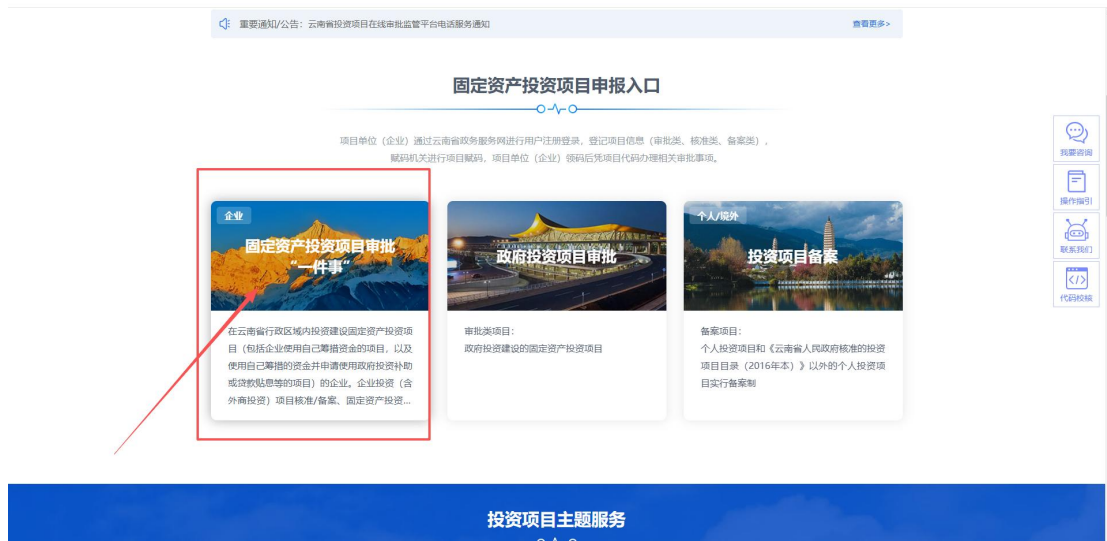 重要通知/公告：云南省投资项目在线审批监管平台电话服务通知
查看更多>
固定资产投资项目申报入口
项目单位（企业）通过云南省政务服务网进行用户注册登录，登记项目信息（审批类、核准类、备案类），
赋码机关进行项目赋码，项目单位（企业）领码后凭项目代码办理相关审批事项。
企业
固定资产投资项目审批
“一件事”
在云南省行政区域内投资建设固定资产投资项
目（包括企业使用自己筹措资金的项目，以及
使用自己筹措的资金并申请使用政府投资补助
或贷款贴息等的项目）的企业。企业投资（含
外商投资）项目核准/备案、固定资产投资...
政府投资项目审批
审批类项目：
政府投资建设的固定资产投资项目
个人/境外
投资项目备案
备案项目：
个人投资项目和《云南省人民政府核准的投资
项目目录（2016年本）》以外的个人投资项
目实行备案制
我要咨询
操作指引
联系我们
代码校核
投资项目主题服务